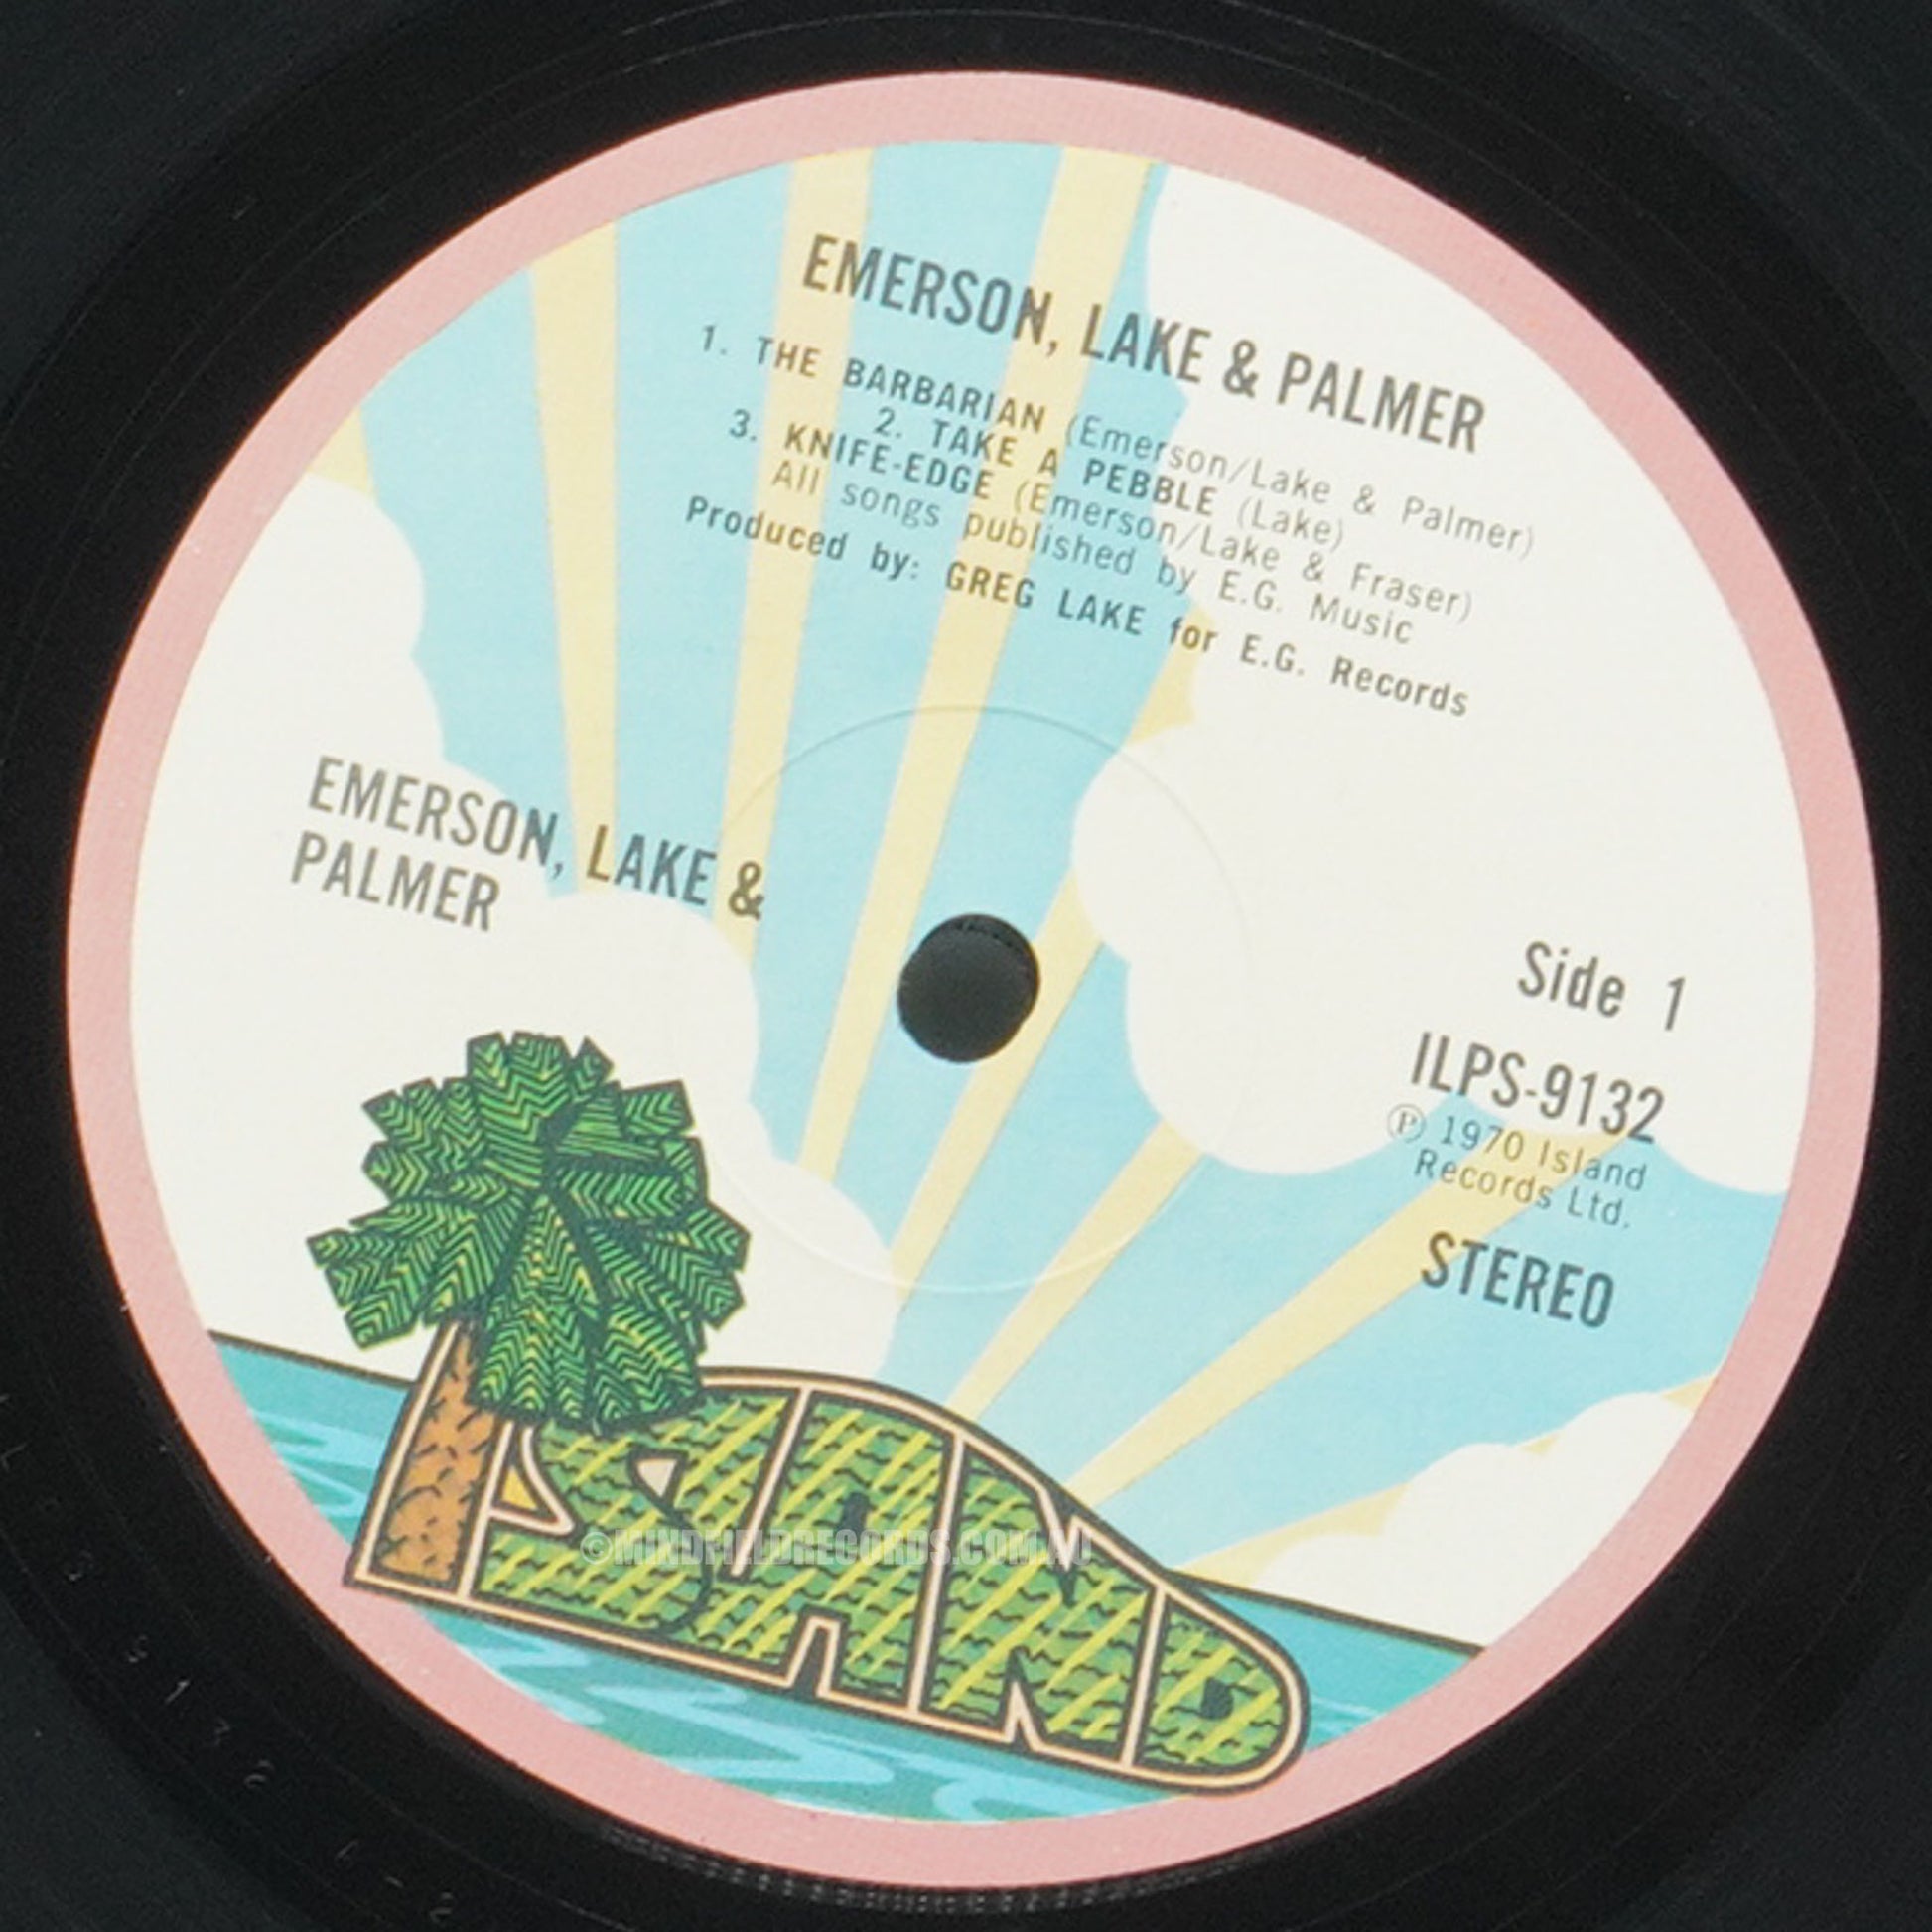 EMERSON, LAKE & PALMER
1. THE BARBARIAN (Emerson/Lake & Palmer)
2. TAKE A PEBBLE (Lake)
3. KNIFE-EDGE (Emerson/Lake & Fraser)
All songs published by E.G. Music
Produced by: GREG LAKE for E.G. Records
EMERSON, LAKE &
PALMER
Side 1
ILPS-9132
℗ 1970 Island
Records Ltd.
STEREO
ISLAND
©MINDFIELDRECORDS.COM.AU